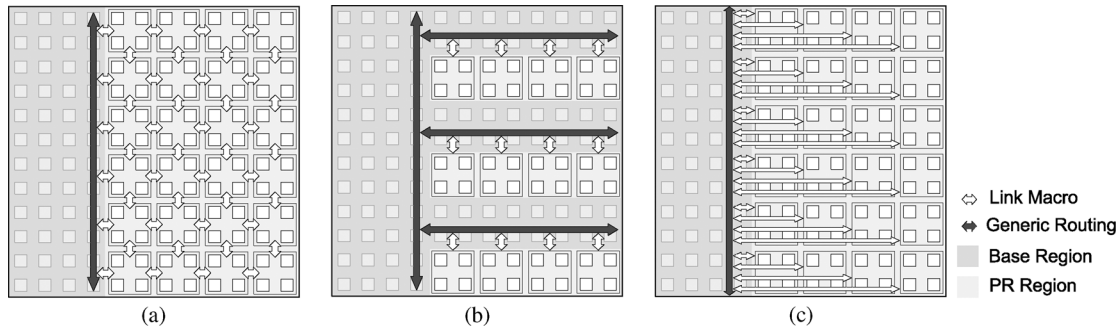 Link Macro
Generic Routing
Base Region
PR Region
(a)
(b)
(c)